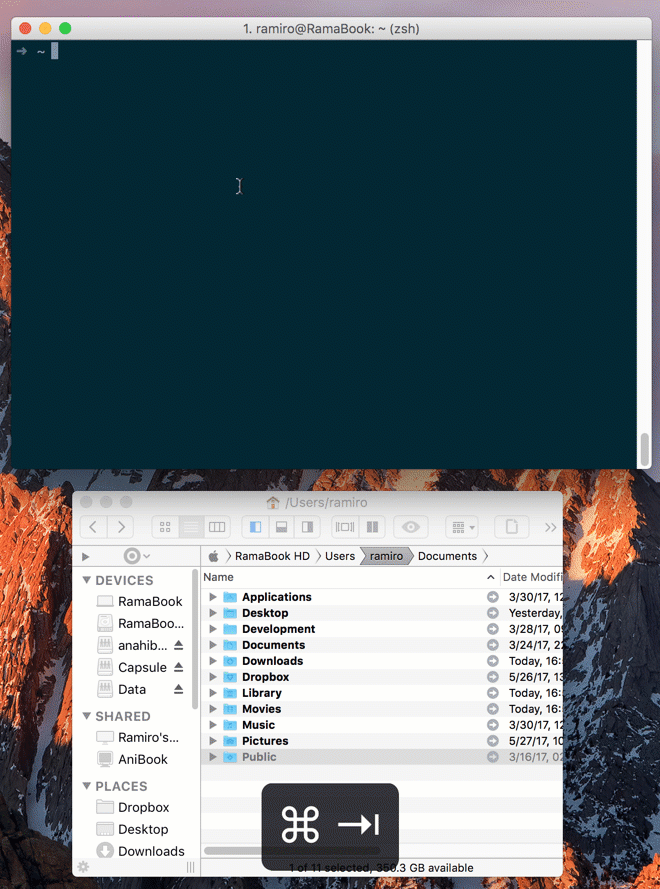 1. ramiro@RamaBook: ~ (zsh)
➜ ~
/Users/ramiro
RamaBook HD Users ramiro Documents
DEVICES
RamaBook
RamaBoo...
anahib...
Capsule
Data
SHARED
Ramiro's...
AniBook
PLACES
Dropbox
Desktop
Downloads
Name Date Modifi
Applications 3/30/17, 12
Desktop Yesterday,
Development 3/28/17, 09
Documents 3/24/17, 22
Downloads Today, 16:
Dropbox 5/26/17, 13
Library Today, 16:
Movies Today, 16:
Music 3/30/17, 12
Pictures 5/27/17, 10
Public 3/16/17, 02
⌘ ⇥
1 of 11 selected, 350.3 GB available